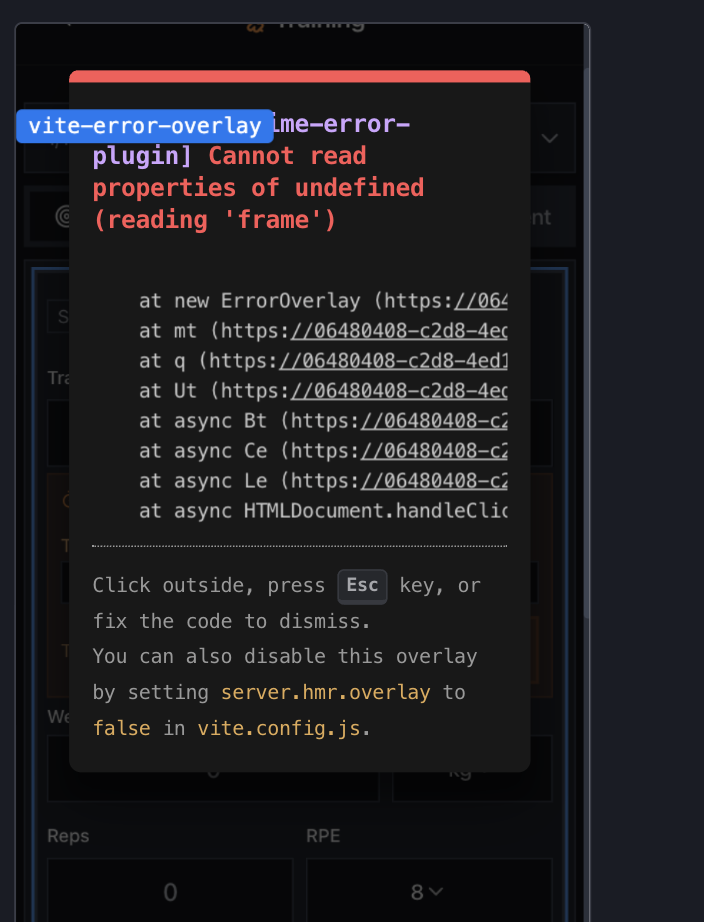 Training
vite-error-overlay
ime-error-
plugin] Cannot read
properties of undefined
(reading 'frame')
nt
at new ErrorOverlay (https://064
S
at mt (https://06480408-c2d8-4ed
at q (https://06480408-c2d8-4ed1
Tra
at Ut (https://06480408-c2d8-4ed
at async Bt (https://06480408-c2
at async Ce (https://06480408-c2
at async Le (https://06480408-c2
at async HTMLDocument.handleClic
Click outside, press Esc key, or
fix the code to dismiss.
You can also disable this overlay
by setting server.hmr.overlay to
We
false in vite.config.js.
0 kg
Reps RPE
0 8